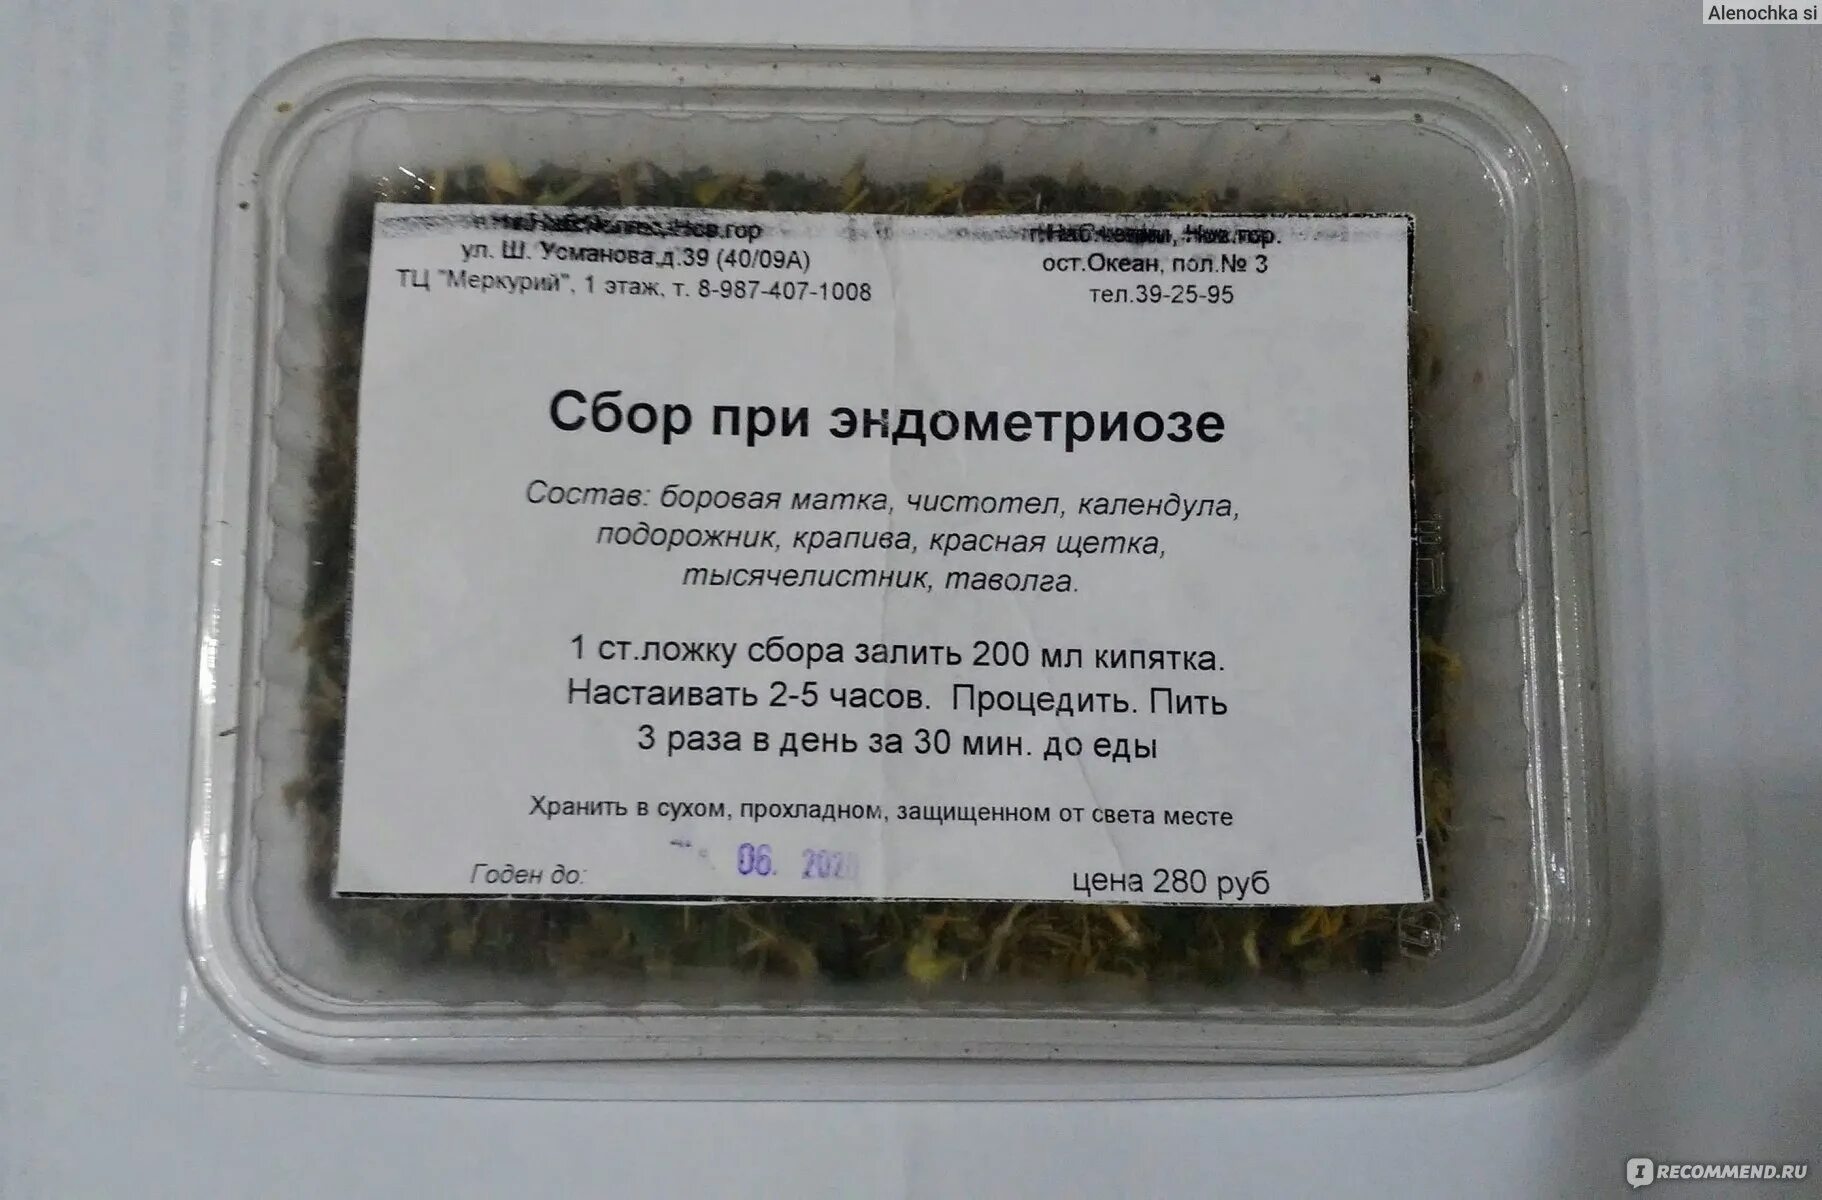 Alenochka si
ул. Ш. Усманова,д.39 (40/09А)
ТЦ "Меркурий", 1 этаж, т. 8-987-407-1008
ост.Океан, пол.№ 3
тел.39-25-95
Сбор при эндометриозе
Состав: боровая матка, чистотел, календула,
подорожник, крапива, красная щетка,
тысячелистник, таволга.
1 ст.ложку сбора залить 200 мл кипятка.
Настаивать 2-5 часов. Процедить. Пить
3 раза в день за 30 мин. до еды
Хранить в сухом, прохладном, защищенном от света месте
Годен до: 06. 2020
цена 280 руб
IRECOMMEND.RU